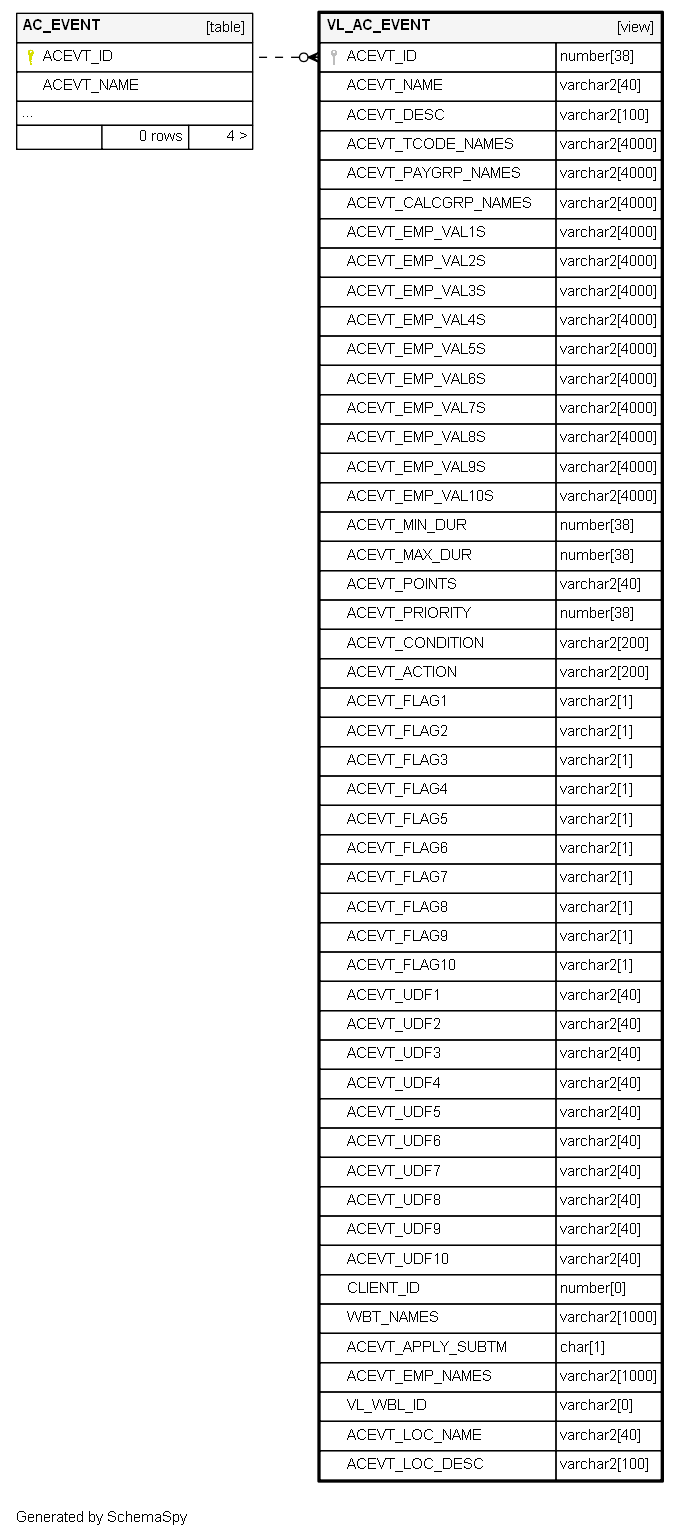 AC_EVENT [table]
ACEVT_ID
ACEVT_NAME
...
0 rows 4 >
VL_AC_EVENT [view]
ACEVT_ID number[38]
ACEVT_NAME varchar2[40]
ACEVT_DESC varchar2[100]
ACEVT_TCODE_NAMES varchar2[4000]
ACEVT_PAYGRP_NAMES varchar2[4000]
ACEVT_CALCGRP_NAMES varchar2[4000]
ACEVT_EMP_VAL1S varchar2[4000]
ACEVT_EMP_VAL2S varchar2[4000]
ACEVT_EMP_VAL3S varchar2[4000]
ACEVT_EMP_VAL4S varchar2[4000]
ACEVT_EMP_VAL5S varchar2[4000]
ACEVT_EMP_VAL6S varchar2[4000]
ACEVT_EMP_VAL7S varchar2[4000]
ACEVT_EMP_VAL8S varchar2[4000]
ACEVT_EMP_VAL9S varchar2[4000]
ACEVT_EMP_VAL10S varchar2[4000]
ACEVT_MIN_DUR number[38]
ACEVT_MAX_DUR number[38]
ACEVT_POINTS varchar2[40]
ACEVT_PRIORITY number[38]
ACEVT_CONDITION varchar2[200]
ACEVT_ACTION varchar2[200]
ACEVT_FLAG1 varchar2[1]
ACEVT_FLAG2 varchar2[1]
ACEVT_FLAG3 varchar2[1]
ACEVT_FLAG4 varchar2[1]
ACEVT_FLAG5 varchar2[1]
ACEVT_FLAG6 varchar2[1]
ACEVT_FLAG7 varchar2[1]
ACEVT_FLAG8 varchar2[1]
ACEVT_FLAG9 varchar2[1]
ACEVT_FLAG10 varchar2[1]
ACEVT_UDF1 varchar2[40]
ACEVT_UDF2 varchar2[40]
ACEVT_UDF3 varchar2[40]
ACEVT_UDF4 varchar2[40]
ACEVT_UDF5 varchar2[40]
ACEVT_UDF6 varchar2[40]
ACEVT_UDF7 varchar2[40]
ACEVT_UDF8 varchar2[40]
ACEVT_UDF9 varchar2[40]
ACEVT_UDF10 varchar2[40]
CLIENT_ID number[0]
WBT_NAMES varchar2[1000]
ACEVT_APPLY_SUBTM char[1]
ACEVT_EMP_NAMES varchar2[1000]
VL_WBL_ID varchar2[0]
ACEVT_LOC_NAME varchar2[40]
ACEVT_LOC_DESC varchar2[100]
Generated by SchemaSpy